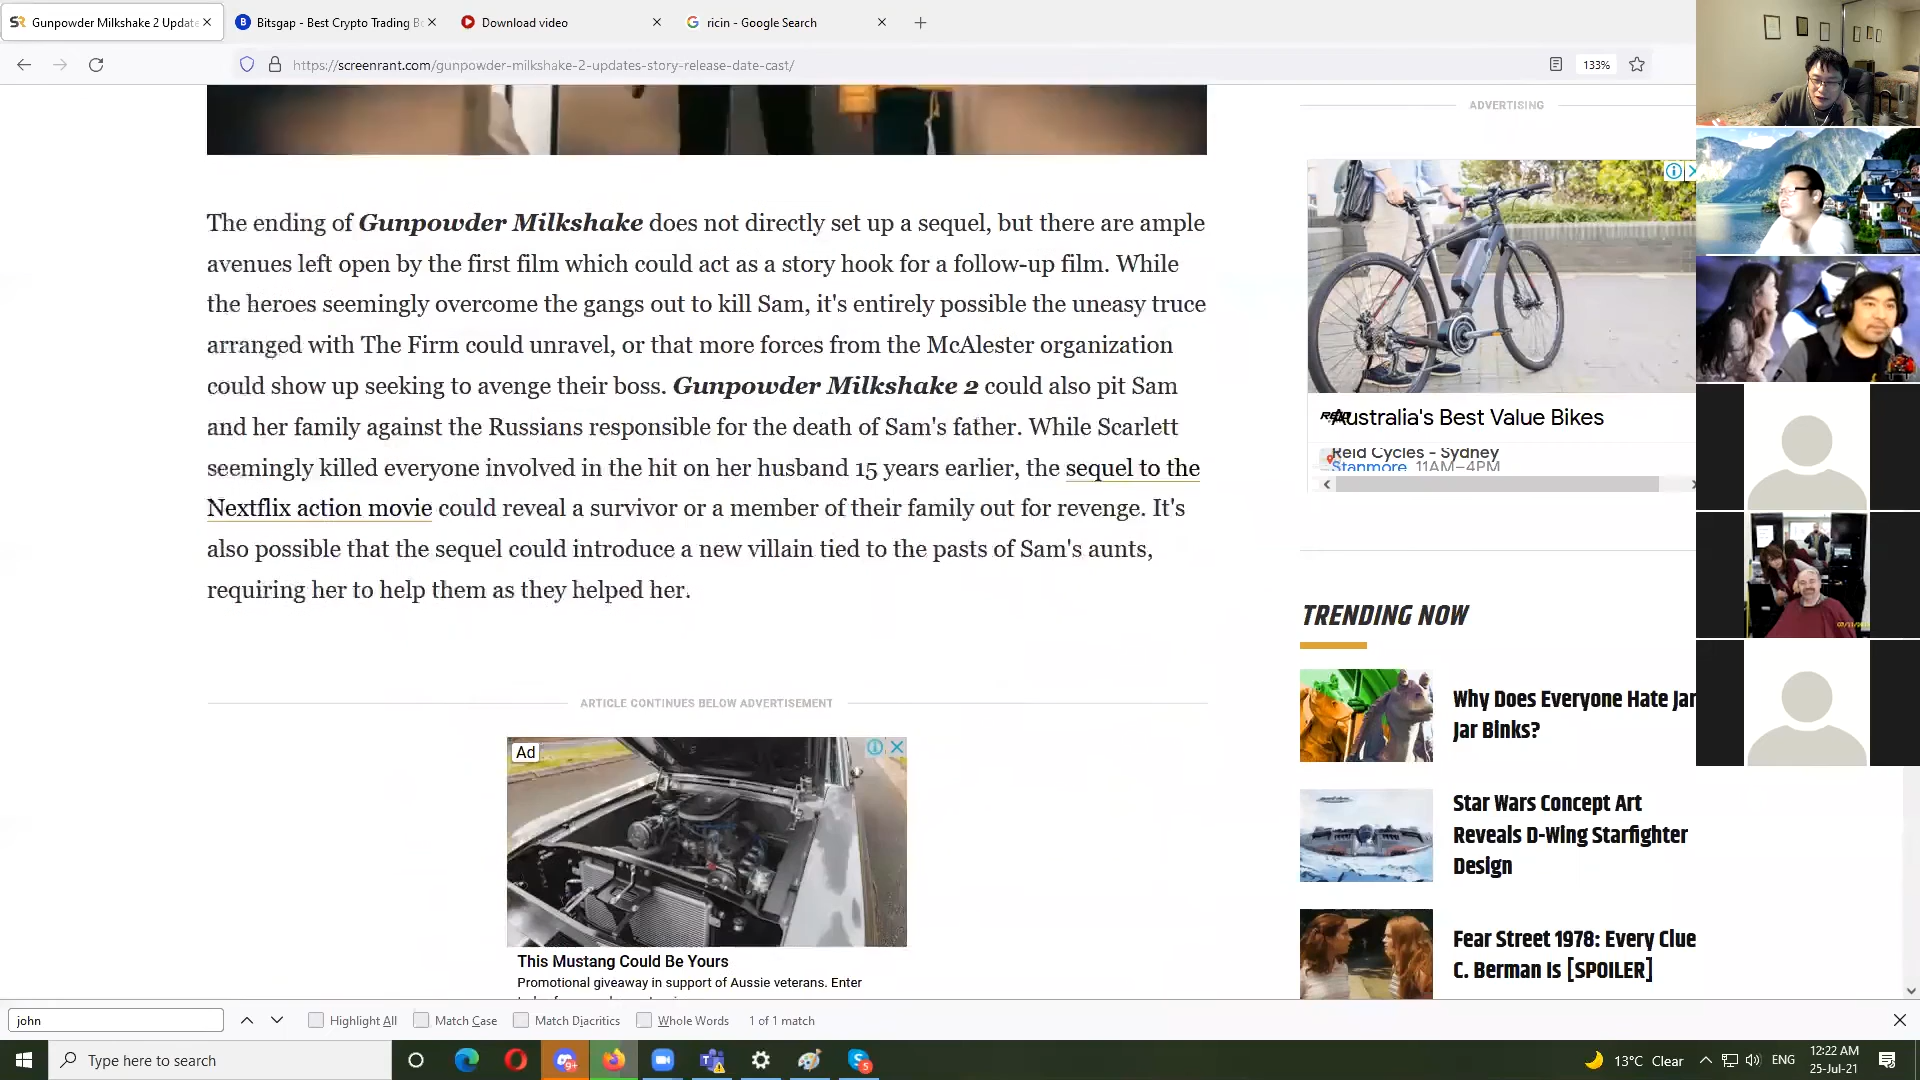 Gunpowder Milkshake 2 Update
Bitsgap - Best Crypto Trading B
Download video
ricin - Google Search
https://screenrant.com/gunpowder-milkshake-2-updates-story-release-date-cast/
133%
ADVERTISING
The ending of Gunpowder Milkshake does not directly set up a sequel, but there are ample
avenues left open by the first film which could act as a story hook for a follow-up film. While
the heroes seemingly overcome the gangs out to kill Sam, it's entirely possible the uneasy truce
arranged with The Firm could unravel, or that more forces from the McAlester organization
could show up seeking to avenge their boss. Gunpowder Milkshake 2 could also pit Sam
and her family against the Russians responsible for the death of Sam's father. While Scarlett
seemingly killed everyone involved in the hit on her husband 15 years earlier, the sequel to the
Nextflix action movie could reveal a survivor or a member of their family out for revenge. It's
also possible that the sequel could introduce a new villain tied to the pasts of Sam's aunts,
requiring her to help them as they helped her.
Australia's Best Value Bikes
Reid Cycles - Sydney
Stanmore 11AM–4PM
TRENDING NOW
Why Does Everyone Hate Jar
Jar Binks?
Star Wars Concept Art
Reveals D-Wing Starfighter
Design
Fear Street 1978: Every Clue
C. Berman Is [SPOILER]
ARTICLE CONTINUES BELOW ADVERTISEMENT
Ad
This Mustang Could Be Yours
Promotional giveaway in support of Aussie veterans. Enter
john
Highlight All
Match Case
Match Diacritics
Whole Words
1 of 1 match
Type here to search
13°C Clear
ENG
12:22 AM
25-Jul-21